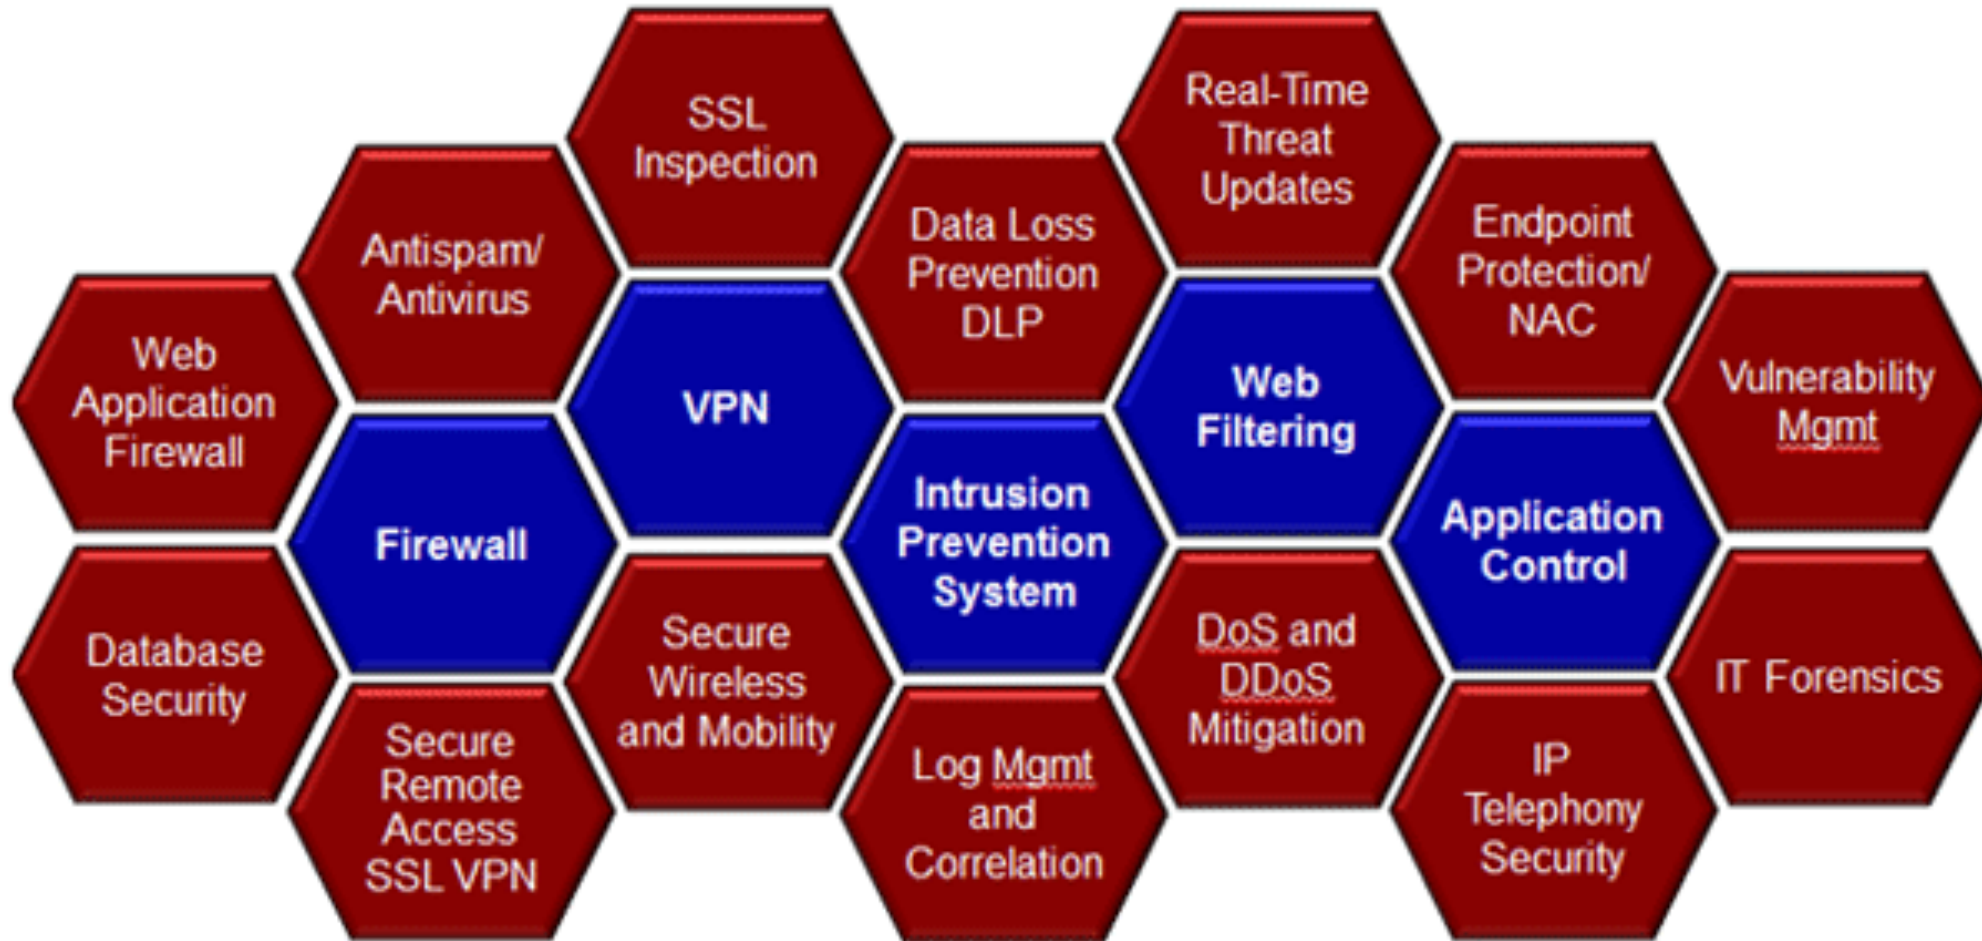 SSL
Inspection
Real-Time
Threat
Updates
Antispam/
Antivirus
Data Loss
Prevention
DLP
Endpoint
Protection/
NAC
Web
Application
Firewall
VPN
Web
Filtering
Vulnerability
Mgmt
Firewall
Intrusion
Prevention
System
Application
Control
Database
Security
Secure
Wireless
and Mobility
DoS and
DDoS
Mitigation
IT Forensics
Secure
Remote
Access
SSL VPN
Log Mgmt
and
Correlation
IP
Telephony
Security